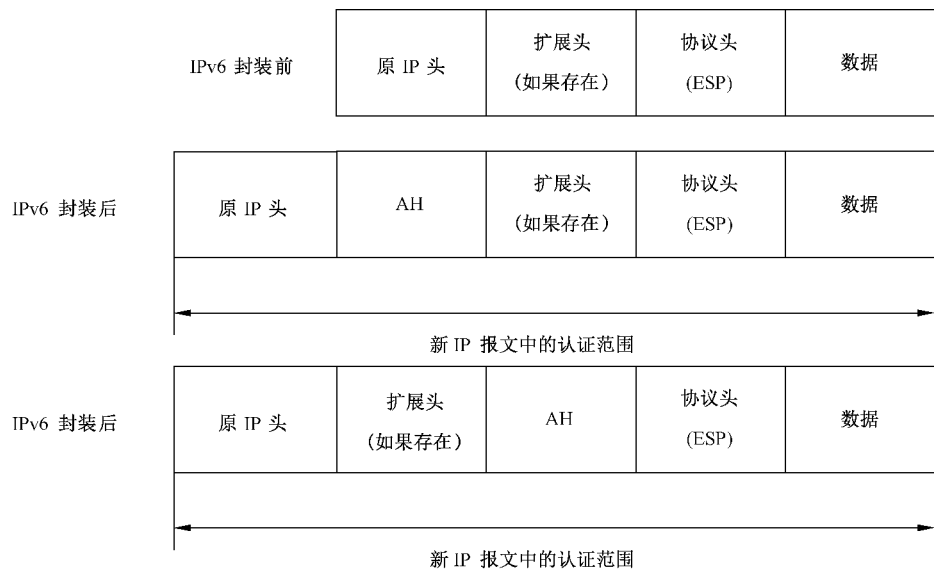 IPv6 封装前
原 IP 头
扩展头
(如果存在)
协议头
(ESP)
数据
IPv6 封装后
原 IP 头
AH
扩展头
(如果存在)
协议头
(ESP)
数据
新 IP 报文中的认证范围
IPv6 封装后
原 IP 头
扩展头
(如果存在)
AH
协议头
(ESP)
数据
新 IP 报文中的认证范围